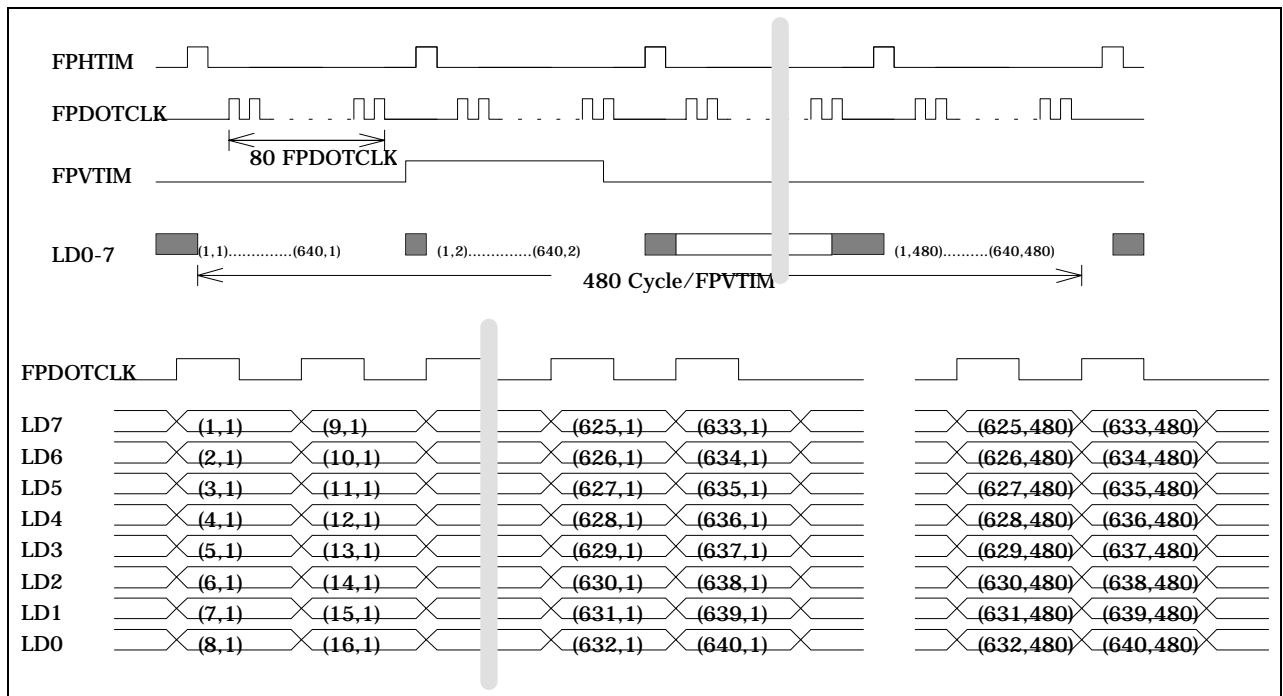 FPHTIM
FPDOTCLK
80 FPDOTCLK
FPVTIM
LD0-7 (1,1)..............(640,1) (1,2)..............(640,2) (1,480)..........(640,480)
480 Cycle/FPVTIM
FPDOTCLK
LD7 (1,1) (9,1) (625,1) (633,1) (625,480) (633,480)
LD6 (2,1) (10,1) (626,1) (634,1) (626,480) (634,480)
LD5 (3,1) (11,1) (627,1) (635,1) (627,480) (635,480)
LD4 (4,1) (12,1) (628,1) (636,1) (628,480) (636,480)
LD3 (5,1) (13,1) (629,1) (637,1) (629,480) (637,480)
LD2 (6,1) (14,1) (630,1) (638,1) (630,480) (638,480)
LD1 (7,1) (15,1) (631,1) (639,1) (631,480) (639,480)
LD0 (8,1) (16,1) (632,1) (640,1) (632,480) (640,480)